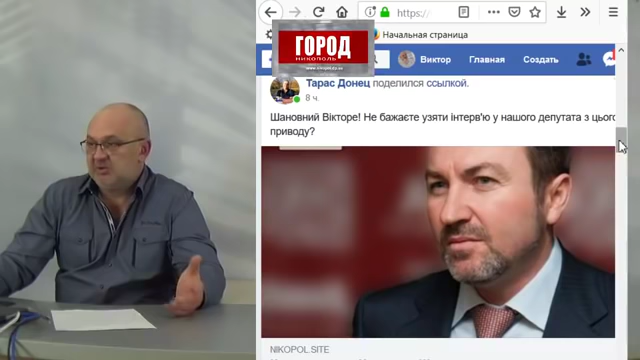 https://
Начальная страница
ГОРОД
НИКОПОЛЬ
Виктор
Главная
Создать
Тарас Донец поделился ссылкой.
8 ч.
Шановний Вікторе! Не бажаєте узяти інтерв'ю у нашого депутата з цього
приводу?
NIKOPOL.SITE